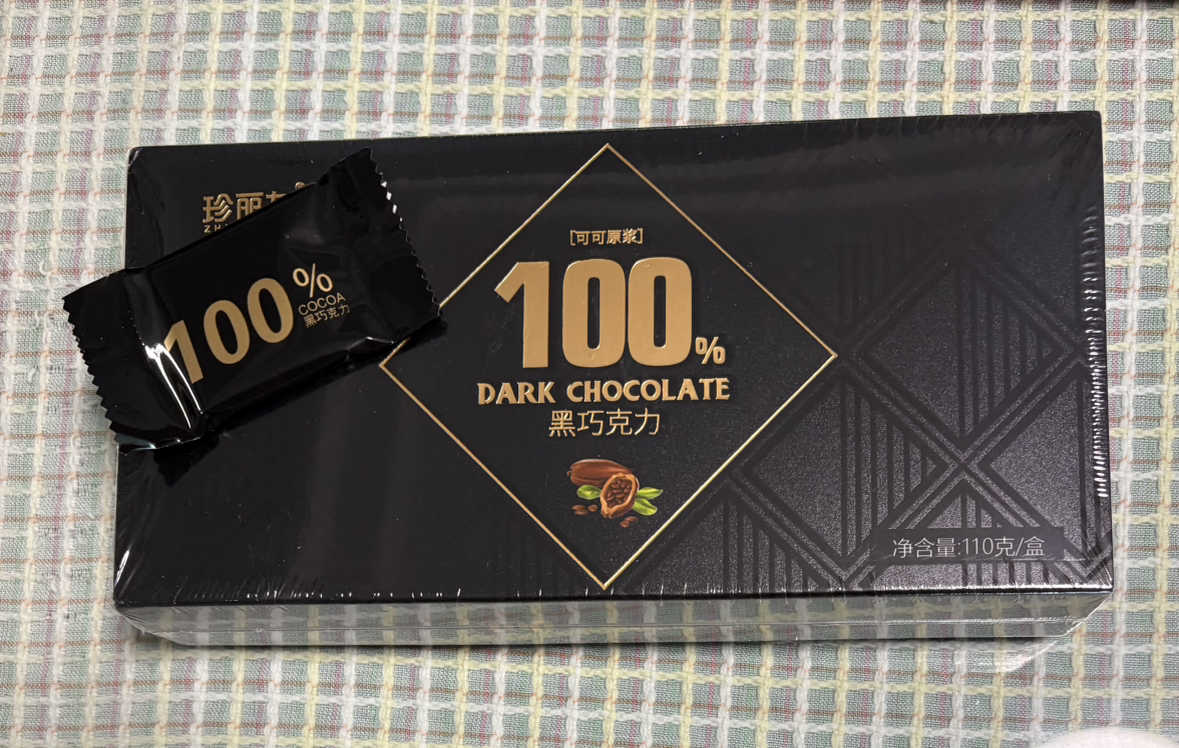 珍丽
[可可原浆]
100%
DARK CHOCOLATE
黑巧克力
净含量:110克/盒
100%
COCOA
黑巧克力